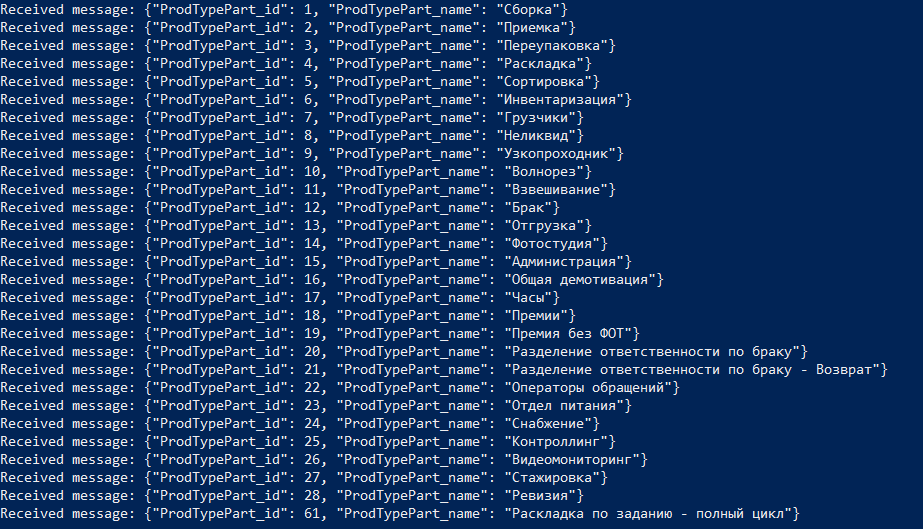 Received message: {"ProdTypePart_id": 1, "ProdTypePart_name": "Сборка"}
Received message: {"ProdTypePart_id": 2, "ProdTypePart_name": "Приемка"}
Received message: {"ProdTypePart_id": 3, "ProdTypePart_name": "Переупаковка"}
Received message: {"ProdTypePart_id": 4, "ProdTypePart_name": "Раскладка"}
Received message: {"ProdTypePart_id": 5, "ProdTypePart_name": "Сортировка"}
Received message: {"ProdTypePart_id": 6, "ProdTypePart_name": "Инвентаризация"}
Received message: {"ProdTypePart_id": 7, "ProdTypePart_name": "Грузчики"}
Received message: {"ProdTypePart_id": 8, "ProdTypePart_name": "Неликвид"}
Received message: {"ProdTypePart_id": 9, "ProdTypePart_name": "Узкопроходник"}
Received message: {"ProdTypePart_id": 10, "ProdTypePart_name": "Волнорез"}
Received message: {"ProdTypePart_id": 11, "ProdTypePart_name": "Взвешивание"}
Received message: {"ProdTypePart_id": 12, "ProdTypePart_name": "Брак"}
Received message: {"ProdTypePart_id": 13, "ProdTypePart_name": "Отгрузка"}
Received message: {"ProdTypePart_id": 14, "ProdTypePart_name": "Фотостудия"}
Received message: {"ProdTypePart_id": 15, "ProdTypePart_name": "Администрация"}
Received message: {"ProdTypePart_id": 16, "ProdTypePart_name": "Общая демотивация"}
Received message: {"ProdTypePart_id": 17, "ProdTypePart_name": "Часы"}
Received message: {"ProdTypePart_id": 18, "ProdTypePart_name": "Премии"}
Received message: {"ProdTypePart_id": 19, "ProdTypePart_name": "Премия без ФОТ"}
Received message: {"ProdTypePart_id": 20, "ProdTypePart_name": "Разделение ответственности по браку"}
Received message: {"ProdTypePart_id": 21, "ProdTypePart_name": "Разделение ответственности по браку - Возврат"}
Received message: {"ProdTypePart_id": 22, "ProdTypePart_name": "Операторы обращений"}
Received message: {"ProdTypePart_id": 23, "ProdTypePart_name": "Отдел питания"}
Received message: {"ProdTypePart_id": 24, "ProdTypePart_name": "Снабжение"}
Received message: {"ProdTypePart_id": 25, "ProdTypePart_name": "Контроллинг"}
Received message: {"ProdTypePart_id": 26, "ProdTypePart_name": "Видеомониторинг"}
Received message: {"ProdTypePart_id": 27, "ProdTypePart_name": "Стажировка"}
Received message: {"ProdTypePart_id": 28, "ProdTypePart_name": "Ревизия"}
Received message: {"ProdTypePart_id": 61, "ProdTypePart_name": "Раскладка по заданию - полный цикл"}